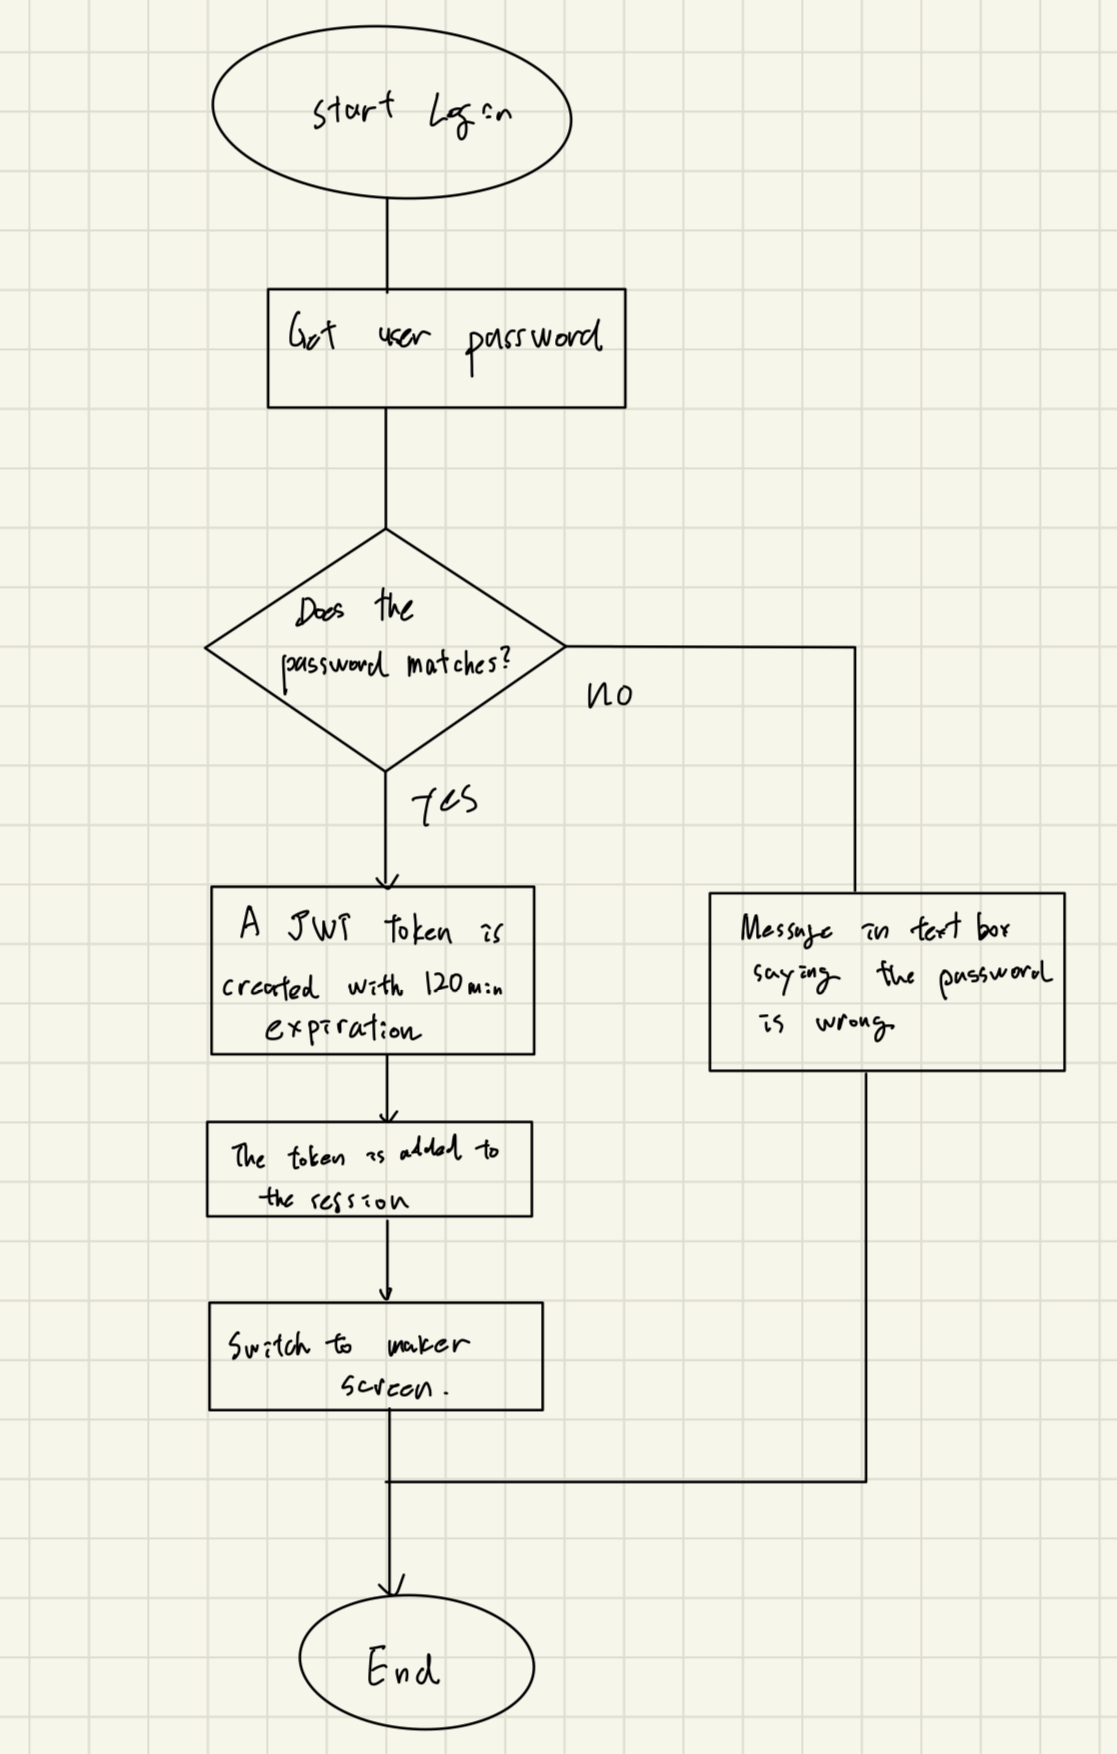 Start Login
Get user password
Does the
password matches?
no
Yes
A JWT token is
created with 120min
expiration
Message in text box
saying the password
is wrong
The token is added to
the session
Switch to maker
screen.
End